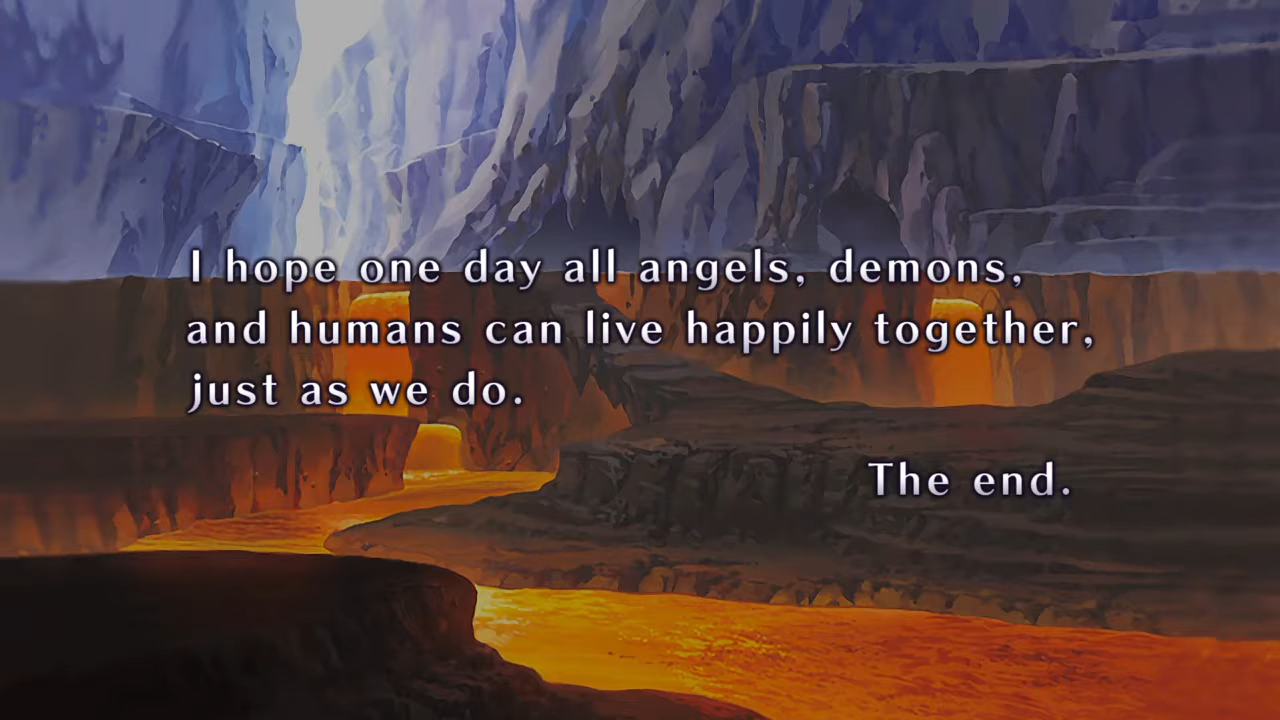 I hope one day all angels, demons,
and humans can live happily together,
just as we do.
The end.